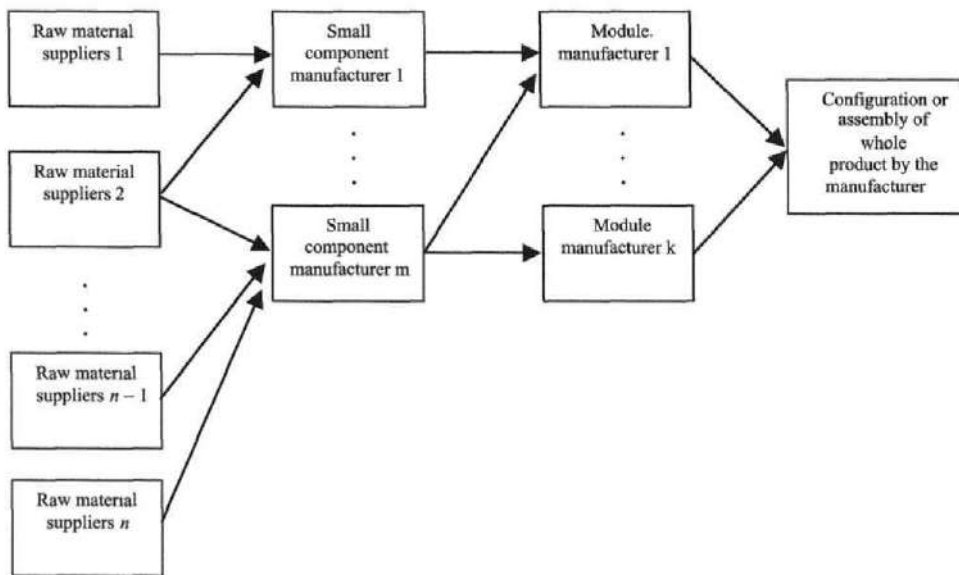 Raw material
suppliers 1
Raw material
suppliers 2
Raw material
suppliers n – 1
Raw material
suppliers n
Small
component
manufacturer 1
Small
component
manufacturer m
Module.
manufacturer 1
Module
manufacturer k
Configuration or
assembly of
whole
product by the
manufacturer